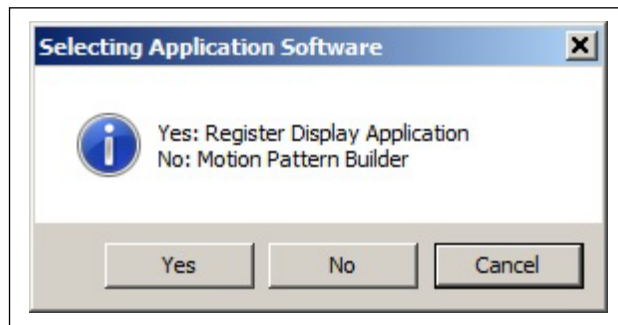 Selecting Application Software
Yes: Register Display Application
No: Motion Pattern Builder
Yes No Cancel